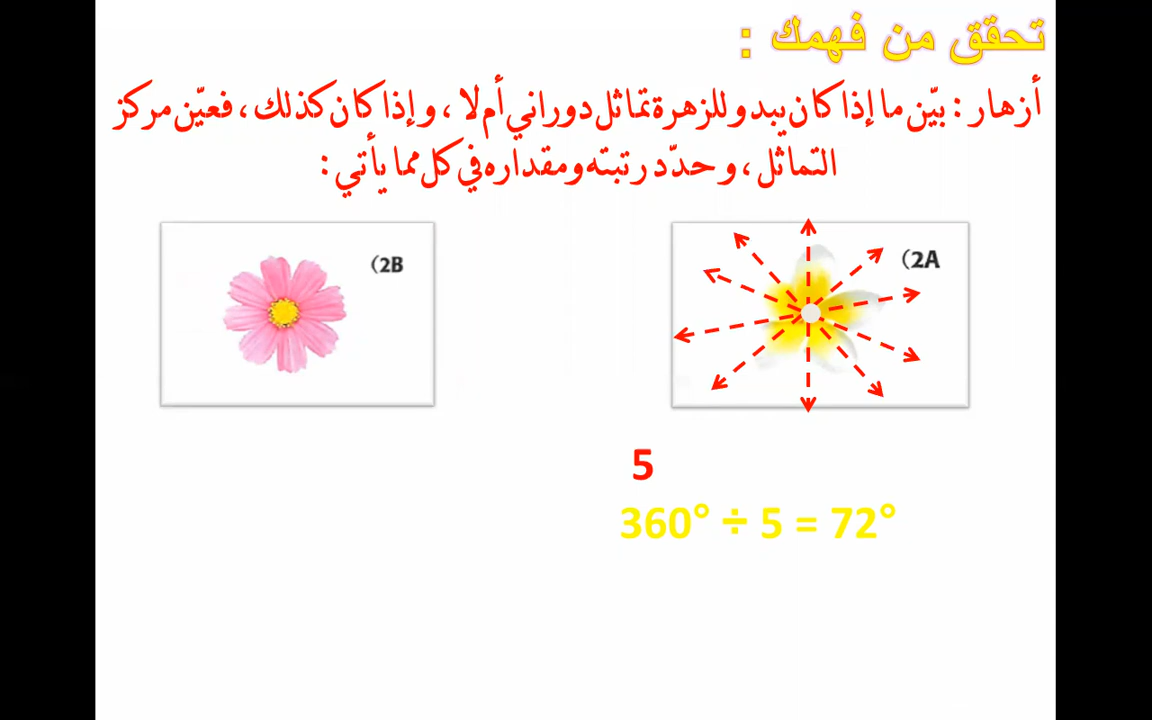 تحقق من فهمك :
أزهار : بيّن ما إذا كان يبدو للزهرة تماثل دوراني أم لا ، وإذا كان كذلك ، فعيّن مركز
التماثل ، وحدّد رتبته ومقداره في كل مما يأتي :
(2A
(2B
5
360° ÷ 5 = 72°